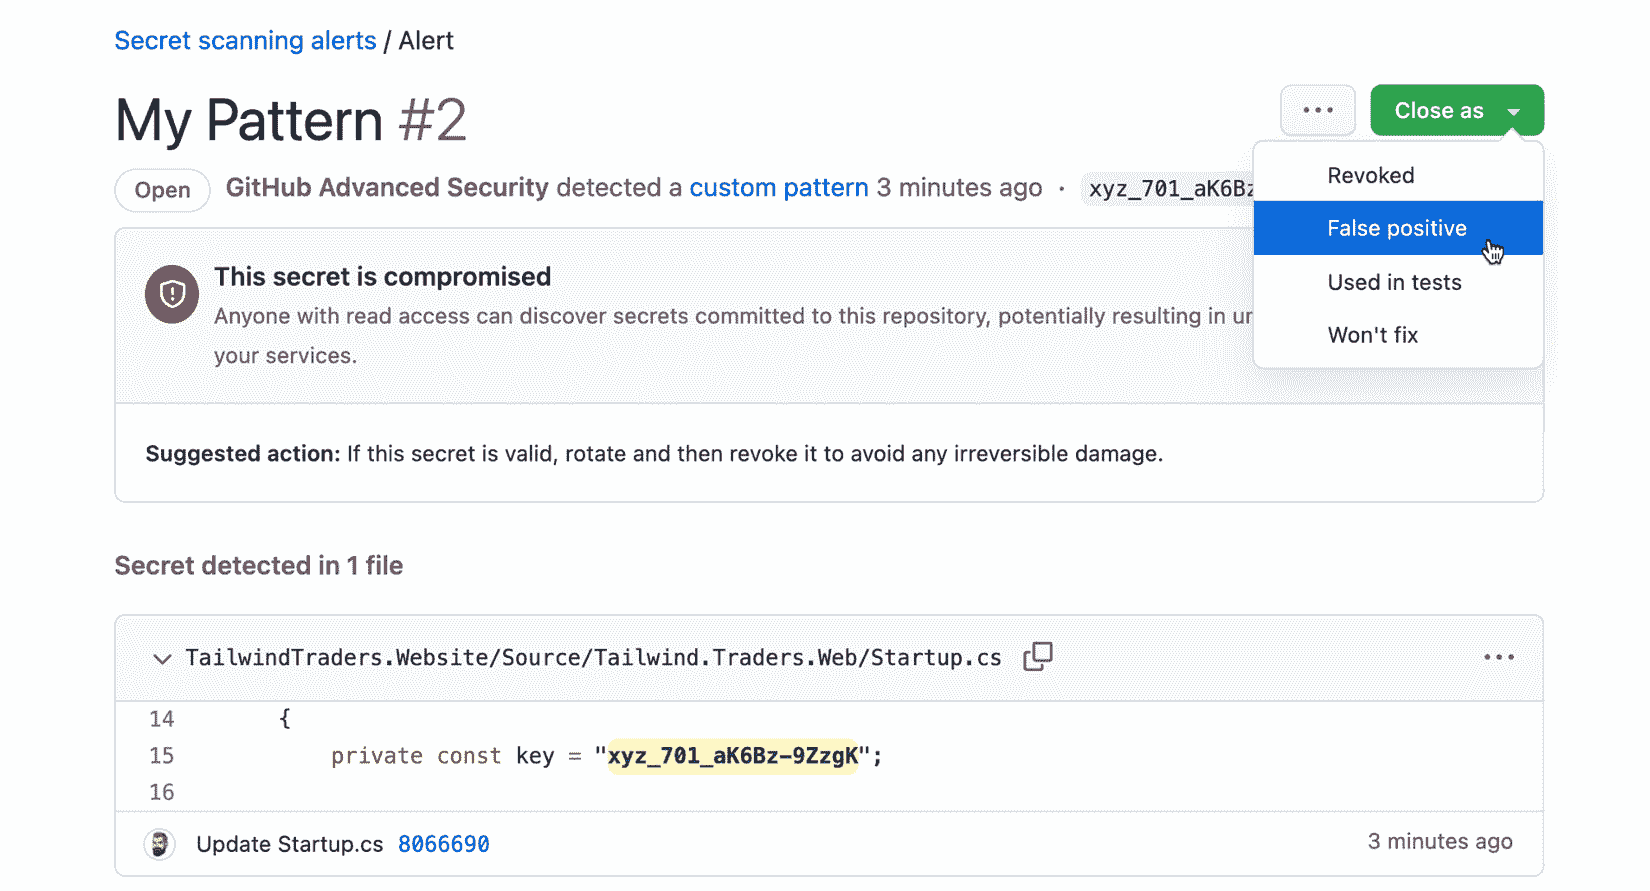 Secret scanning alerts / Alert
My Pattern #2
Close as
Open GitHub Advanced Security detected a custom pattern 3 minutes ago · xyz_701_aK6Bz
Revoked
False positive
Used in tests
Won't fix
This secret is compromised
Anyone with read access can discover secrets committed to this repository, potentially resulting in
your services.
Suggested action: If this secret is valid, rotate and then revoke it to avoid any irreversible damage.
Secret detected in 1 file
TailwindTraders.Website/Source/Tailwind.Traders.Web/Startup.cs
14 {
15 private const key = "xyz_701_aK6Bz-9ZzgK";
16
Update Startup.cs 8066690 3 minutes ago